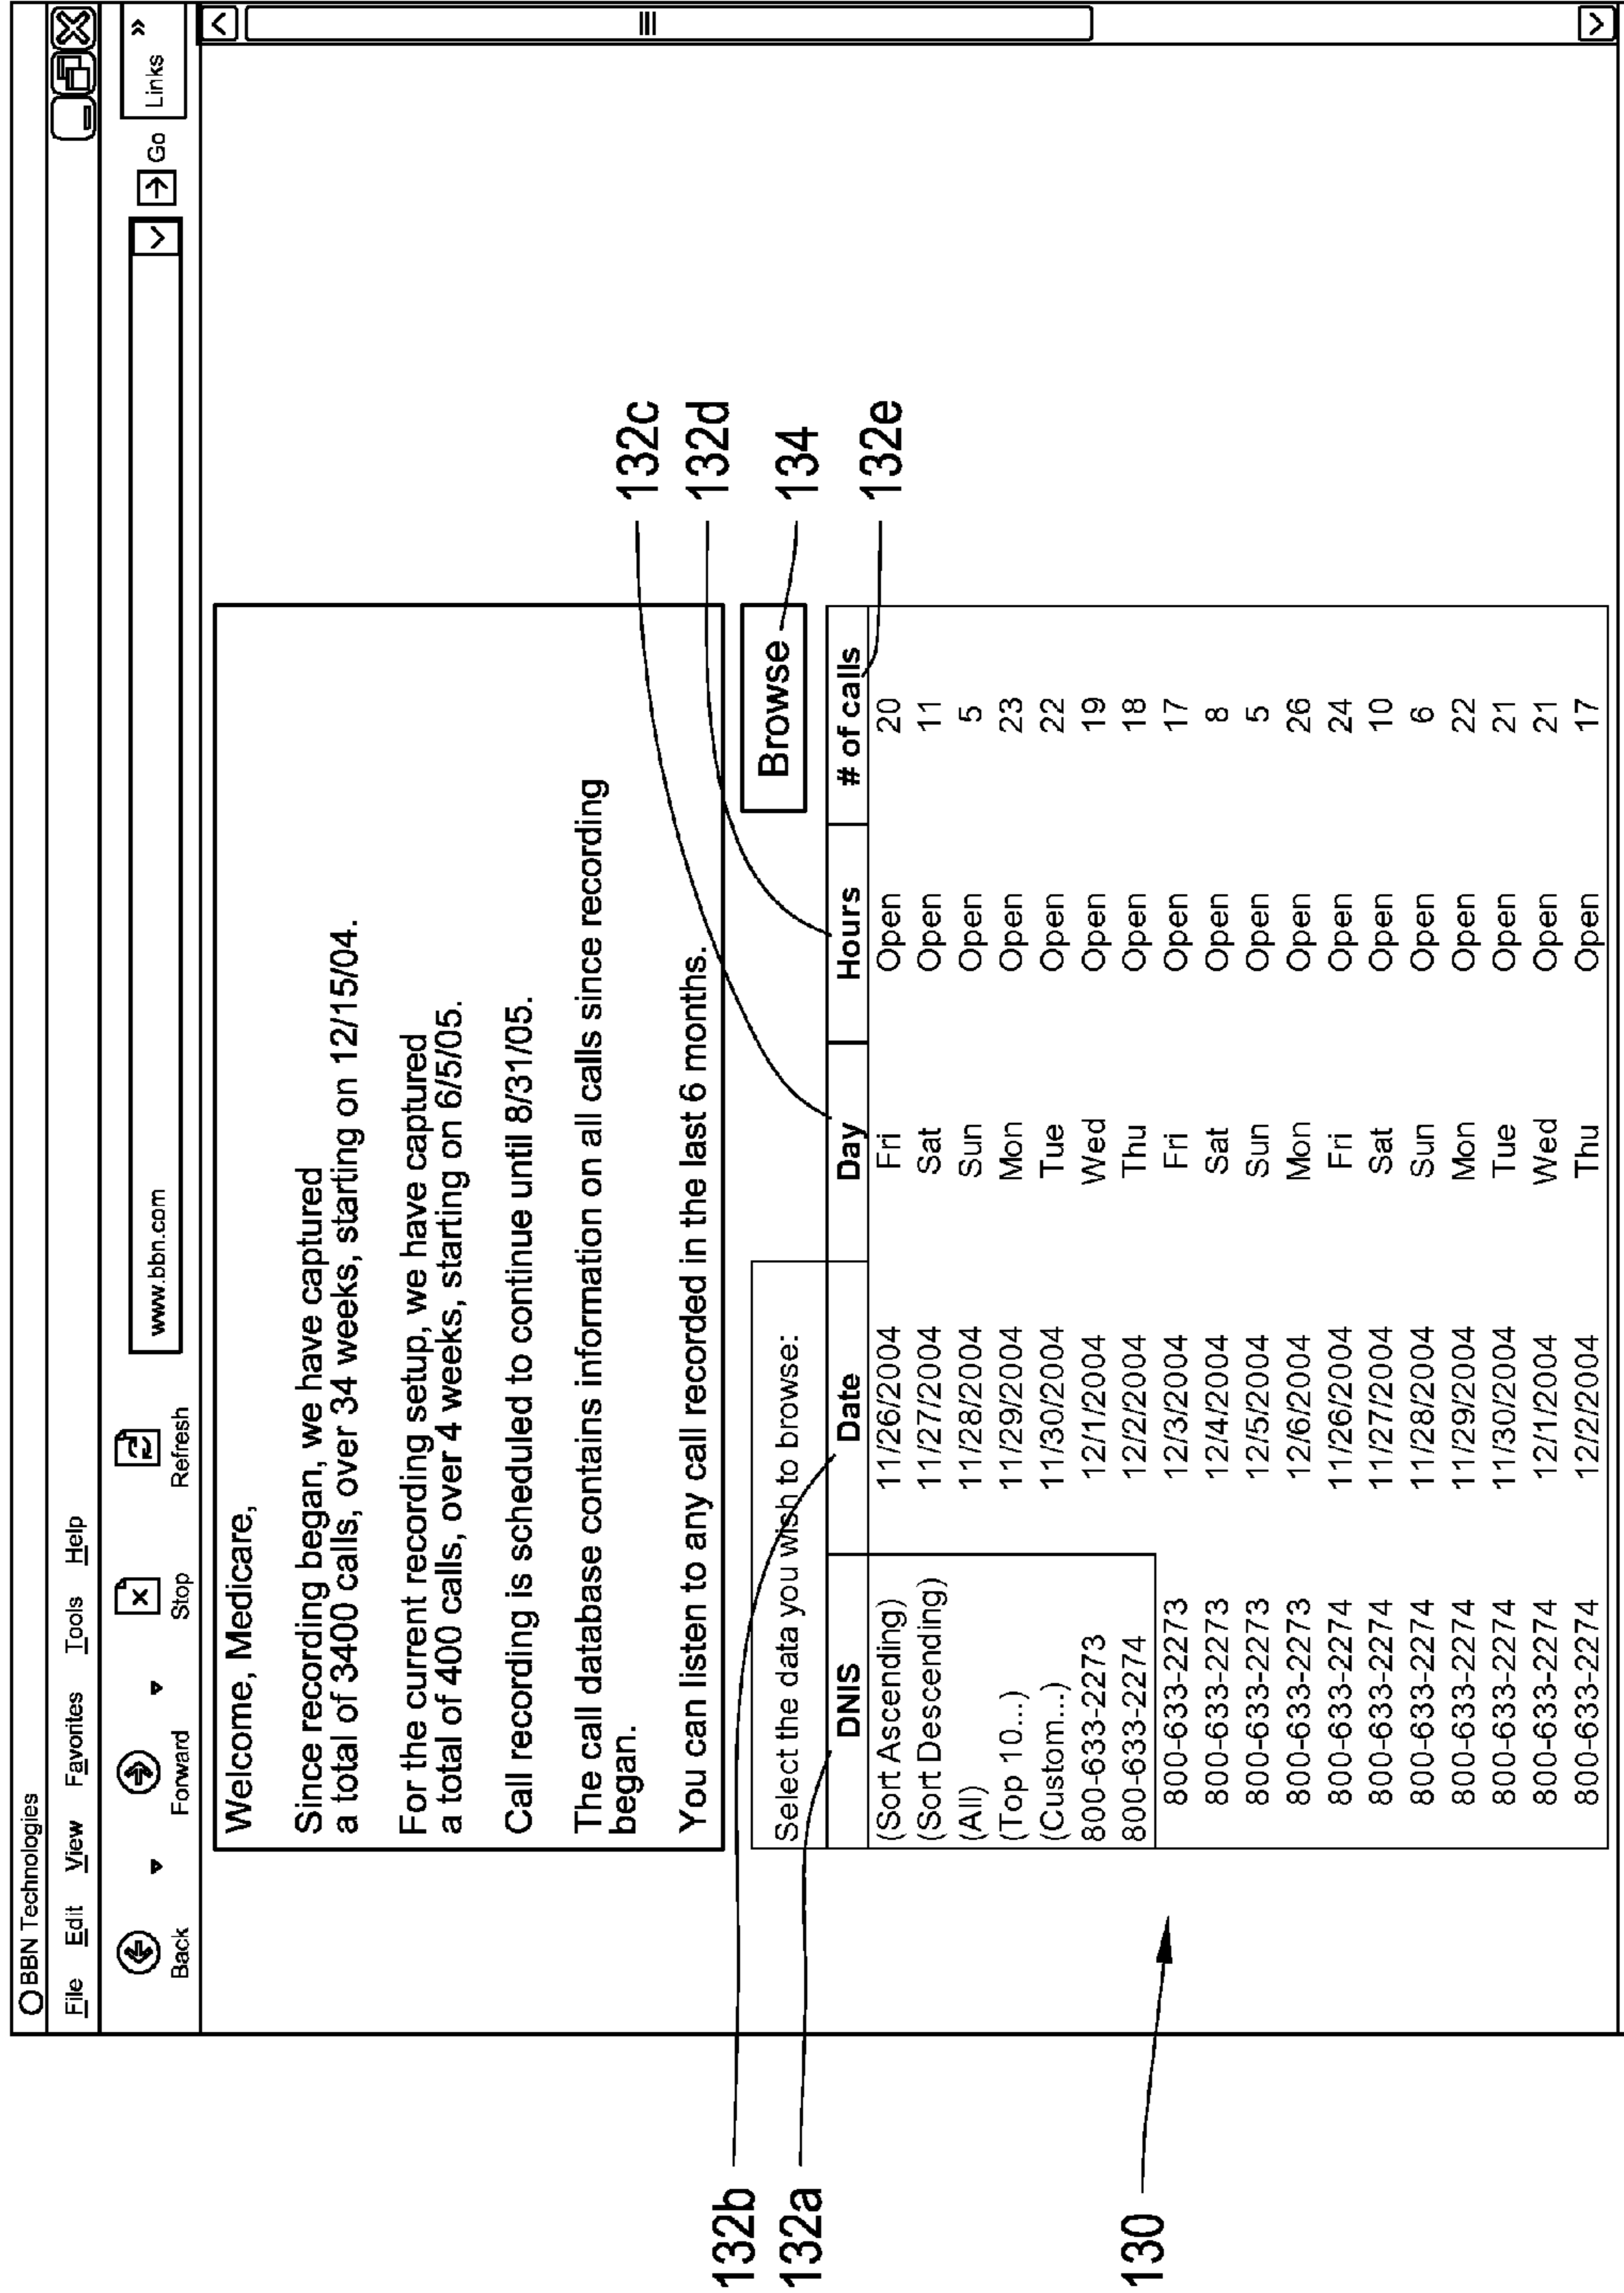 BBN Technologies
File Edit View Favorites Tools Help
Back Forward Stop Refresh www.bbn.com Go Links »
Welcome, Medicare,
Since recording began, we have captured
a total of 3400 calls, over 34 weeks, starting on 12/15/04.
For the current recording setup, we have captured
a total of 400 calls, over 4 weeks, starting on 6/5/05.
Call recording is scheduled to continue until 8/31/05.
The call database contains information on all calls since recording
began.
You can listen to any call recorded in the last 6 months.
132c
132d
132b
Select the data you wish to browse: Browse 134
132a
DNIS Date Day Hours # of calls 132e
(Sort Ascending) 11/26/2004 Fri Open 20
(Sort Descending) 11/27/2004 Sat Open 11
(All) 11/28/2004 Sun Open 5
(Top 10...) 11/29/2004 Mon Open 23
(Custom...) 11/30/2004 Tue Open 22
800-633-2273 12/1/2004 Wed Open 19
800-633-2274 12/2/2004 Thu Open 18
130
800-633-2273 12/3/2004 Fri Open 17
800-633-2273 12/4/2004 Sat Open 8
800-633-2273 12/5/2004 Sun Open 5
800-633-2273 12/6/2004 Mon Open 26
800-633-2274 11/26/2004 Fri Open 24
800-633-2274 11/27/2004 Sat Open 10
800-633-2274 11/28/2004 Sun Open 6
800-633-2274 11/29/2004 Mon Open 22
800-633-2274 11/30/2004 Tue Open 21
800-633-2274 12/1/2004 Wed Open 21
800-633-2274 12/2/2004 Thu Open 17